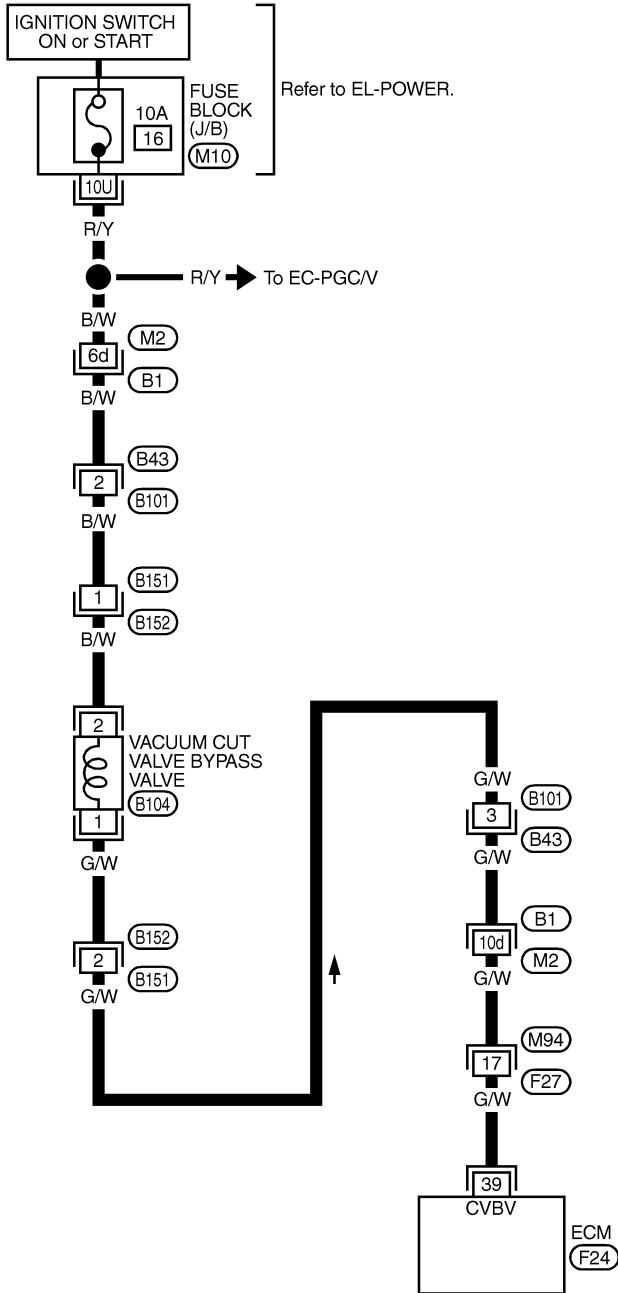 IGNITION SWITCH
ON or START
Refer to EL-POWER.
FUSE
BLOCK
(J/B)
10A
16
M10
10U
R/Y
R/Y
To EC-PGC/V
B/W
M2
6d
B1
B/W
B43
2
B101
B/W
B151
1
B152
B/W
2
VACUUM CUT
VALVE BYPASS
VALVE
B104
1
G/W
B152
2
B151
G/W
G/W
B101
3
B43
G/W
B1
10d
M2
G/W
M94
17
F27
G/W
39
CVBV
ECM
F24